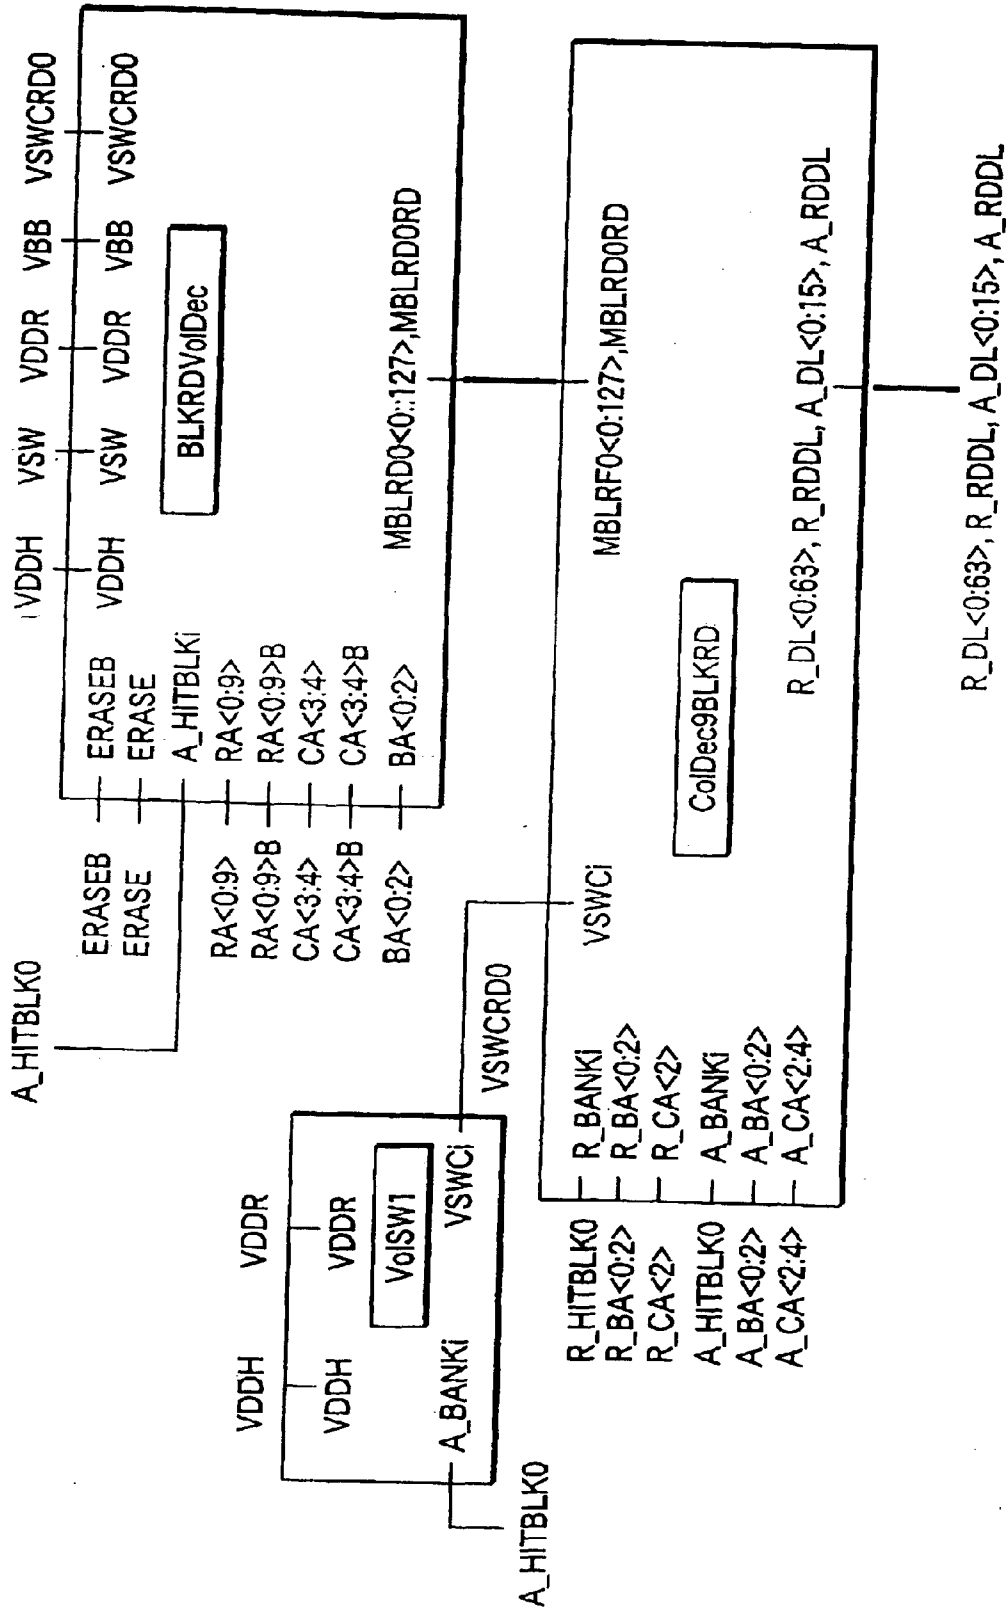 VDDH VSW VDDR VBB VSWCRD0
VDDH VSW VDDR VBB VSWCRD0
BLKRDVolDec
A_HITBLK0
ERASEB ERASEB
ERASE ERASE
A_HITBLKi
RA<0:9> RA<0:9>
RA<0:9>B RA<0:9>B
CA<3:4> CA<3:4>
CA<3:4>B CA<3:4>B
BA<0:2> BA<0:2>
MBLRD0<0::127>,MBLRD0RD
VDDH VDDR
VDDH VDDR
VolSW1
A_BANKi VSWCi
A_HITBLK0
VSWCRD0
VSWCi
MBLRF0<0:127>,MBLRD0RD
ColDec9BLKRD
R_HITBLK0 R_BANKi
R_BA<0:2> R_BA<0:2>
R_CA<2> R_CA<2>
A_HITBLK0 A_BANKi
A_BA<0:2> A_BA<0:2>
A_CA<2:4> A_CA<2:4>
R_DL<0:63>, R_RDDL, A_DL<0:15>, A_RDDL
R_DL<0:63>, R_RDDL, A_DL<0:15>, A_RDDL